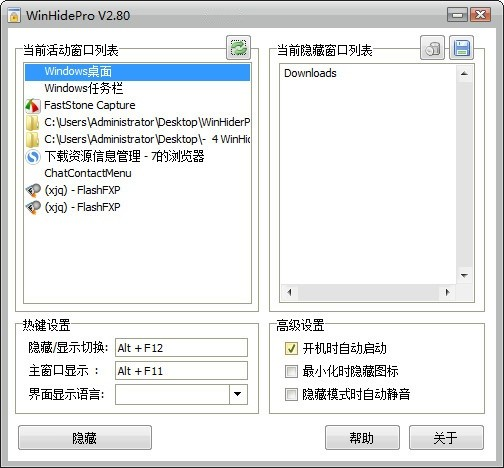 WinHidePro V2.80
当前活动窗口列表
Windows桌面
Windows任务栏
FastStone Capture
C:\Users\Administrator\Desktop\WinHiderP
C:\Users\Administrator\Desktop\- 4 WinHid
下载资源信息管理 - 7的浏览器
ChatContactMenu
(xjq) - FlashFXP
(xjq) - FlashFXP
当前隐藏窗口列表
Downloads
热键设置
隐藏/显示切换: Alt + F12
主窗口显示 : Alt + F11
界面显示语言:
高级设置
开机时自动启动
最小化时隐藏图标
隐藏模式时自动静音
隐藏
帮助
关于